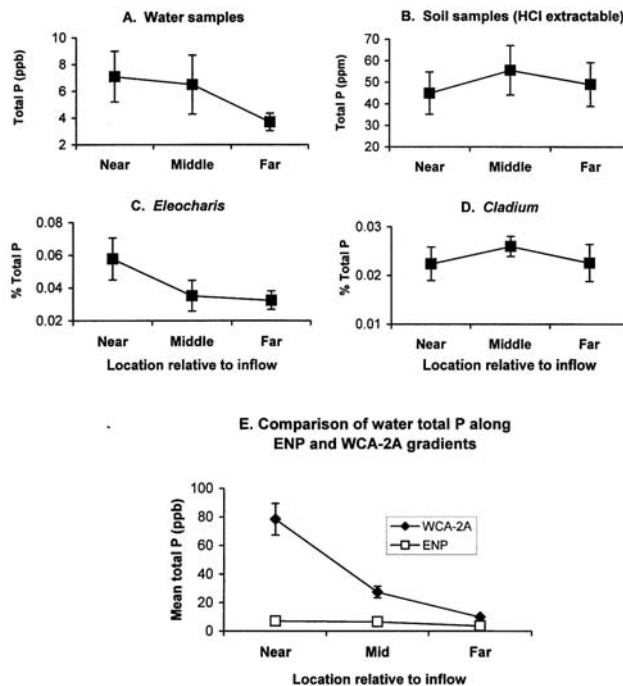 A. Water samples
Total P (ppb)
10
8
6
4
2
Near Middle Far
B. Soil samples (HCl extractable)
Total P (ppm)
70
60
50
40
30
20
Near Middle Far
C. Eleocharis
% Total P
0.08
0.06
0.04
0.02
Near Middle Far
Location relative to inflow
D. Cladium
% Total P
0.03
0.02
0.01
Near Middle Far
Location relative to inflow
E. Comparison of water total P along
ENP and WCA-2A gradients
Mean total P (ppb)
100
80
60
40
20
0
WCA-2A
ENP
Near Mid Far
Location relative to inflow